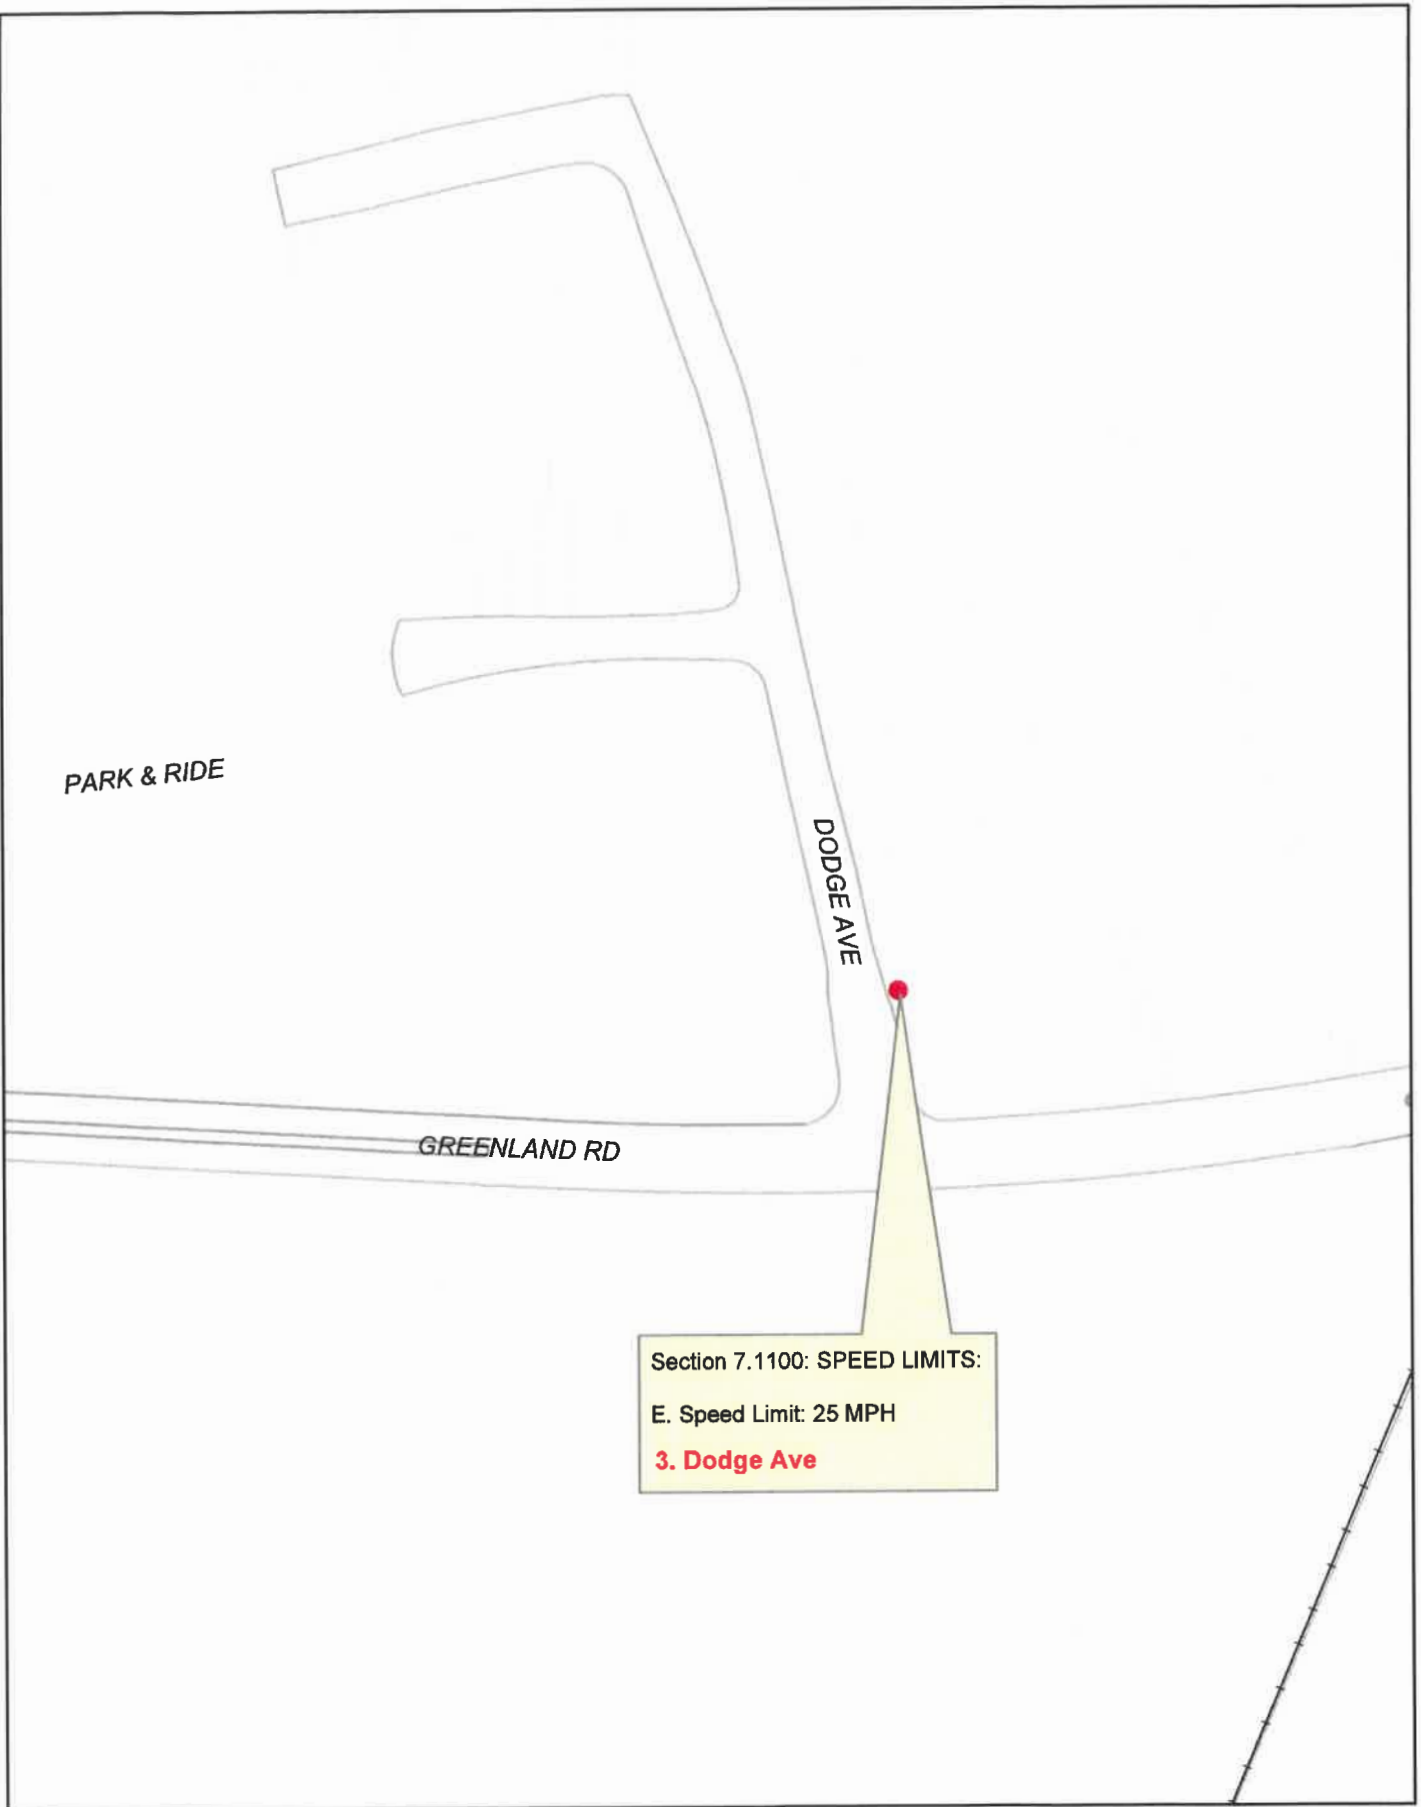 PARK & RIDE
DODGE AVE
GREENLAND RD
Section 7.1100: SPEED LIMITS:
E. Speed Limit: 25 MPH
3. Dodge Ave